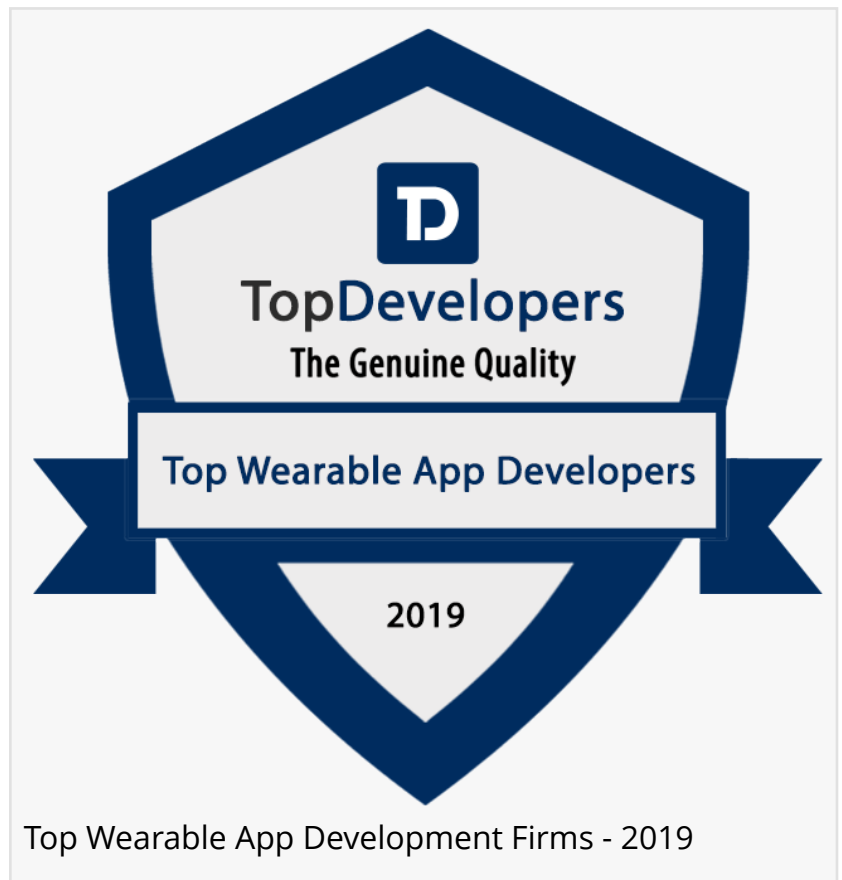 TD
TopDevelopers
The Genuine Quality
Top Wearable App Developers
2019
Top Wearable App Development Firms - 2019